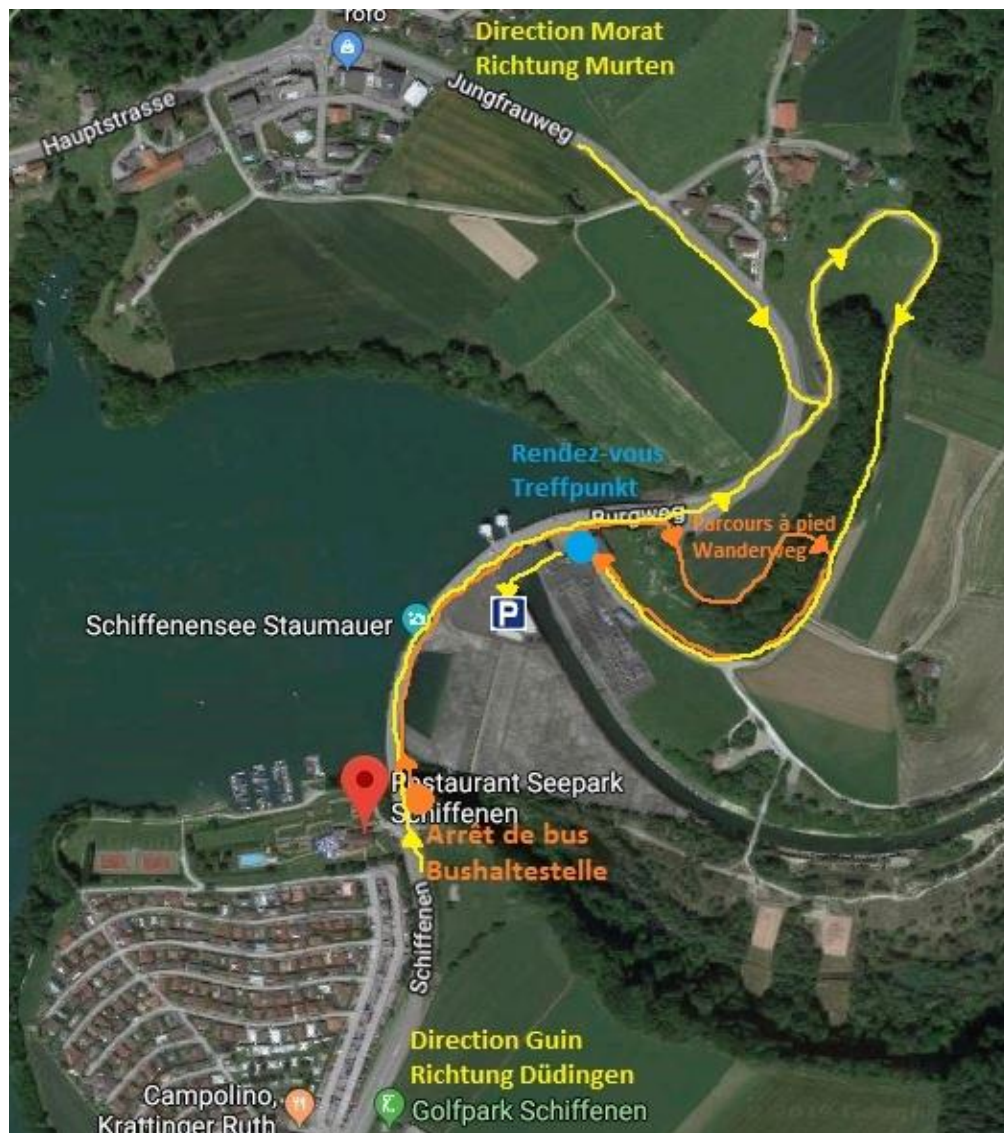 Direction Morat
Richtung Murten
Jungfrauweg
Hauptstrasse
Rendez-vous
Treffpunkt
Burgweg
Parcours à pied
Wanderweg
P
Schiffenensee Staumauer
Restaurant Seepark
Schiffenen
Arrêt de bus
Bushaltestelle
Schiffenen
Direction Guin
Richtung Düdingen
Campolino,
Krattinger Ruth
Golfpark Schiffenen